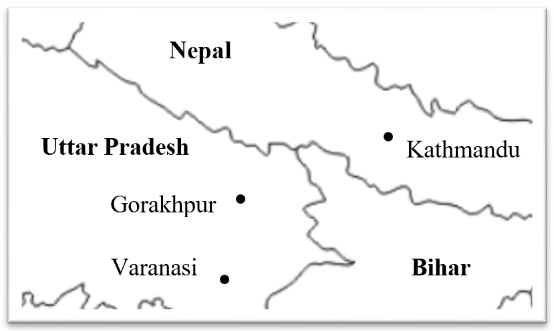 Nepal
Uttar Pradesh
Kathmandu
Gorakhpur
Varanasi
Bihar